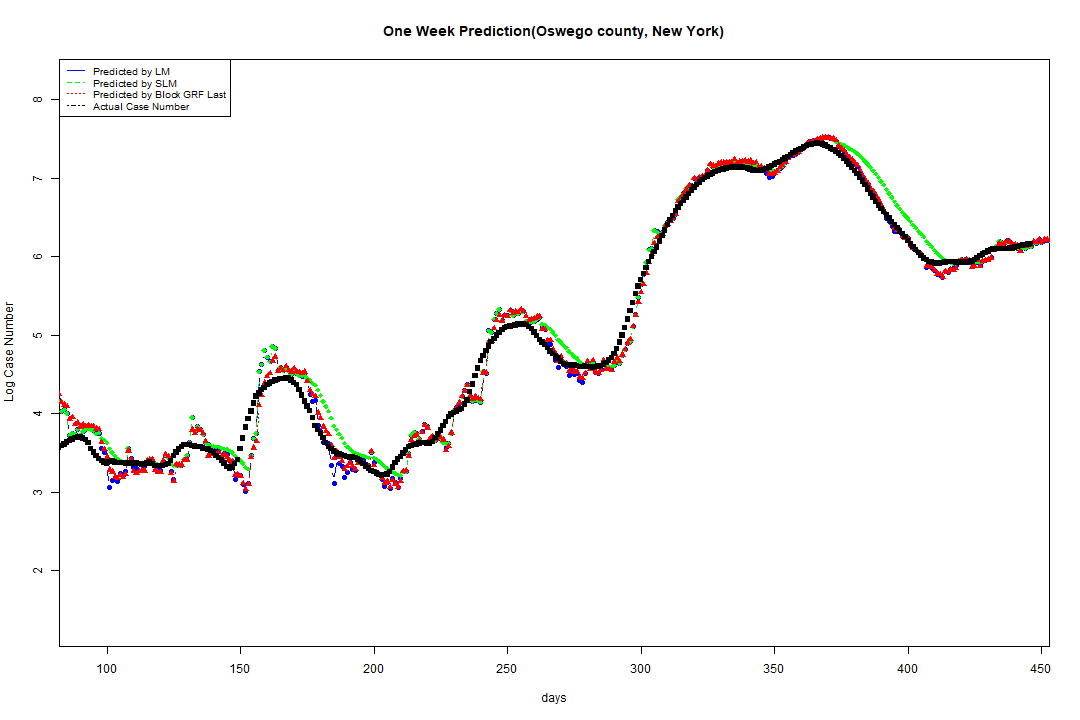 One Week Prediction(Oswego county, New York)
Predicted by LM
Predicted by SLM
Predicted by Block GRF Last
Actual Case Number
8
7
6
5
4
3
2
Log Case Number
100 150 200 250 300 350 400 450
days